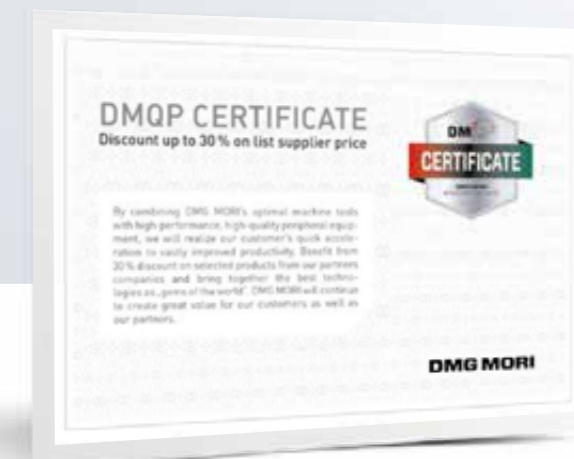 DMQP CERTIFICATE
Discount up to 30 % on list supplier price
By combining DMG MORI's optimal machine tools
with high-performance, high-quality peripheral equip-
ment, we will realize our customer's quick accele-
ration to vastly improved productivity. Benefit from
30 % discount on selected products from our partners
companies and bring together the best techno-
logies as „gems of the world". DMG MORI will continue
to create great value for our customers as well as
our partners.
DMQP
CERTIFICATE
DMG MORI